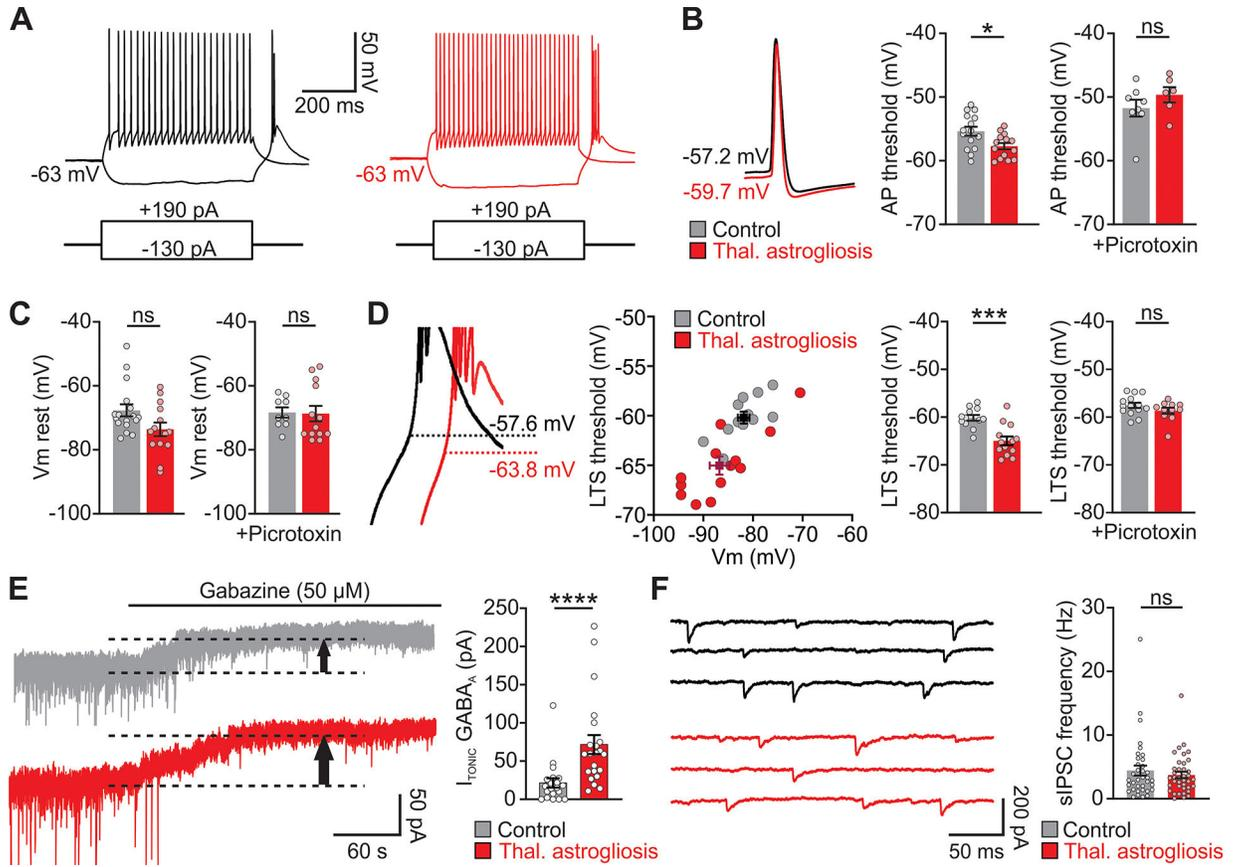 A
50 mV
200 ms
-63 mV
-63 mV
+190 pA
-130 pA
+190 pA
-130 pA
B
-57.2 mV
-59.7 mV
Control
Thal. astrogliosis
AP threshold (mV)
-40
-50
-60
-70
*
AP threshold (mV)
-40
-50
-60
-70
ns
+Picrotoxin
C
Vm rest (mV)
-40
-60
-80
-100
ns
Vm rest (mV)
-40
-60
-80
-100
ns
+Picrotoxin
D
-57.6 mV
-63.8 mV
LTS threshold (mV)
-50
-55
-60
-65
-70
-100 -90 -80 -70 -60
Vm (mV)
Control
Thal. astrogliosis
LTS threshold (mV)
-40
-50
-60
-70
-80
***
LTS threshold (mV)
-40
-50
-60
-70
-80
ns
+Picrotoxin
E
Gabazine (50 µM)
50 pA
60 s
ITONIC GABAA (pA)
250
200
150
100
50
0
****
Control
Thal. astrogliosis
F
200 pA
50 ms
sIPSC frequency (Hz)
30
20
10
0
ns
Control
Thal. astrogliosis